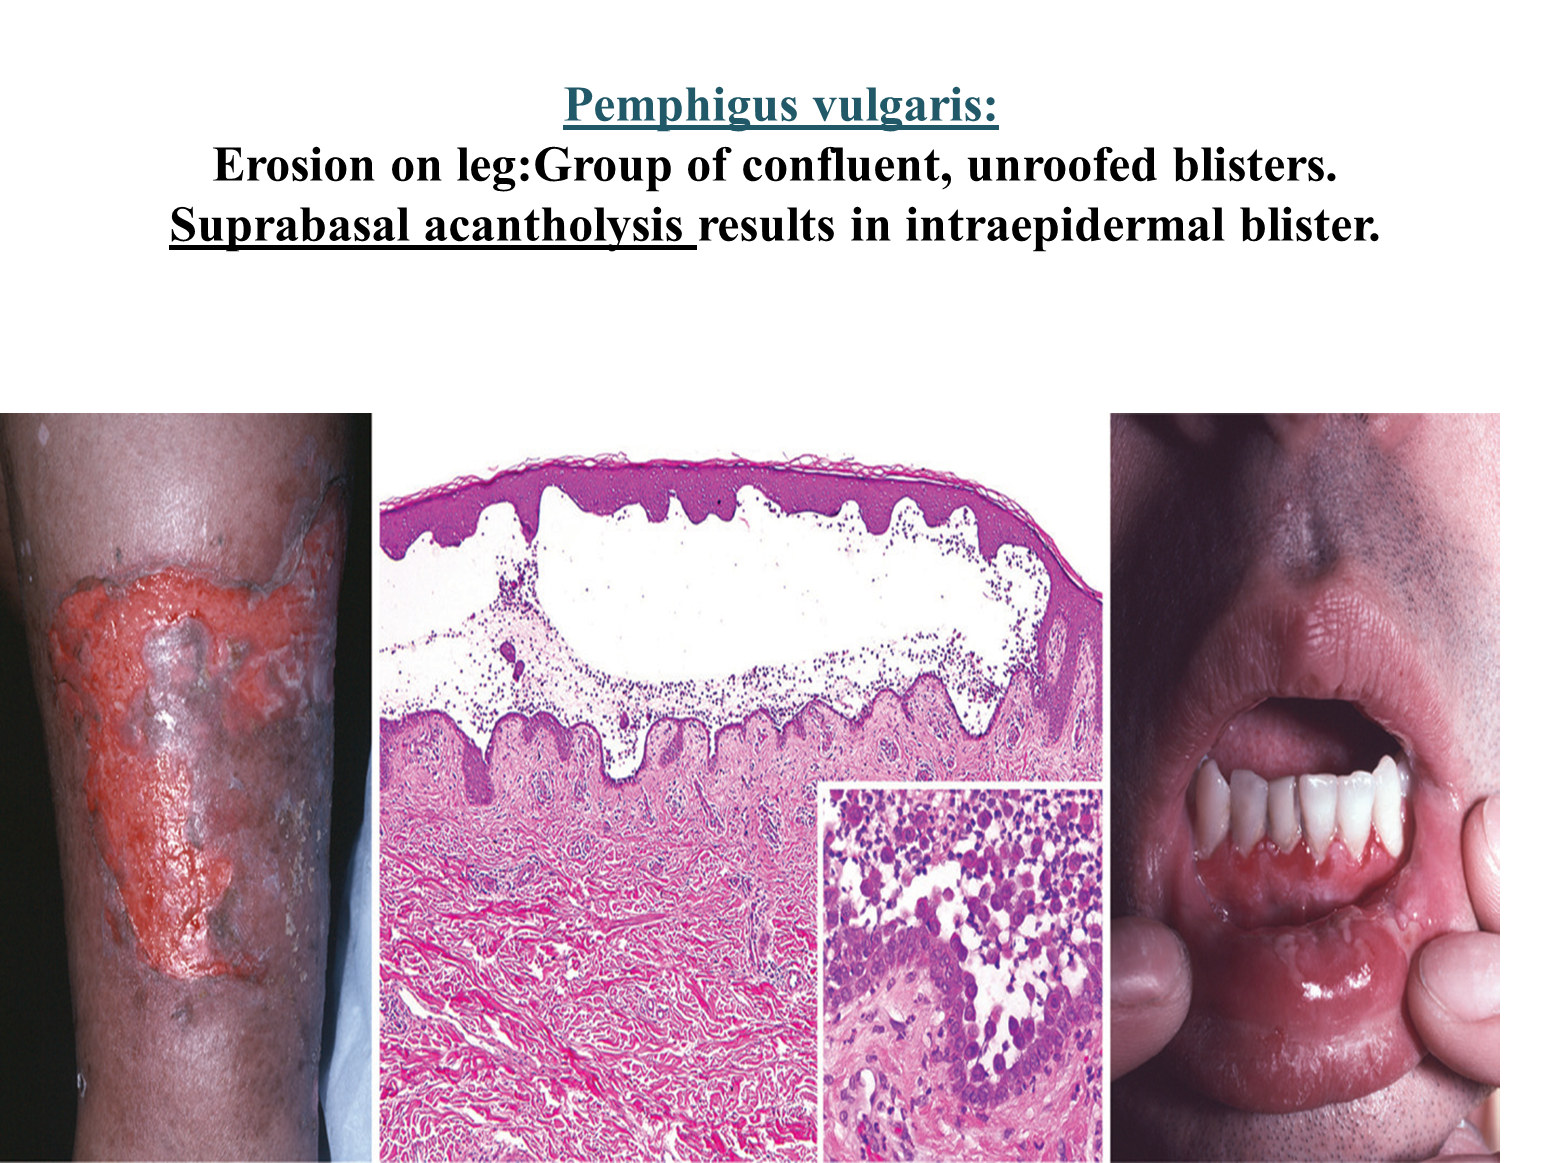 Pemphigus vulgaris:
Erosion on leg:Group of confluent, unroofed blisters.
Suprabasal acantholysis results in intraepidermal blister.